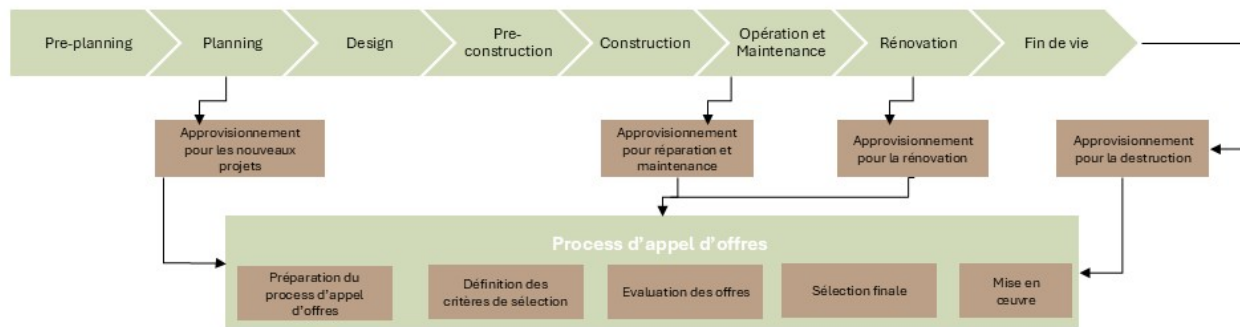 Pre-planning
Planning
Design
Pre-
construction
Construction
Opération et
Maintenance
Rénovation
Fin de vie
Approvisionnement
pour les nouveaux
projets
Approvisionnement
pour réparation et
maintenance
Approvisionnement
pour la rénovation
Approvisionnement
pour la destruction
Process d’appel d’offres
Préparation du
process d’appel
d’offres
Définition des
critères de sélection
Evaluation des offres
Sélection finale
Mise en
œuvre